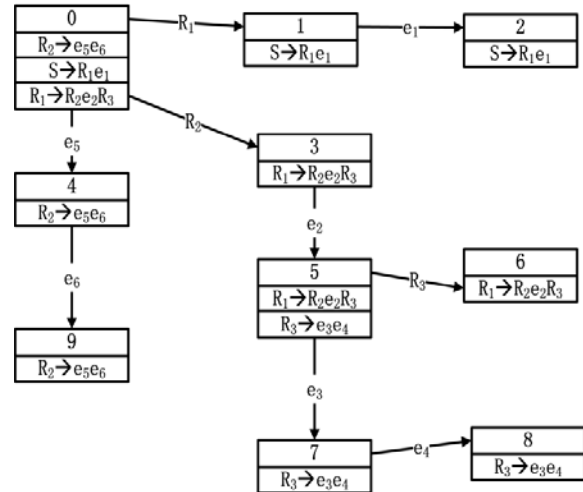 0
R₂→e₅e₆
S→R₁e₁
R₁→R₂e₂R₃
R₁
1
S→R₁e₁
e₁
2
S→R₁e₁
R₂
3
R₁→R₂e₂R₃
e₅
4
R₂→e₅e₆
e₂
5
R₁→R₂e₂R₃
R₃→e₃e₄
R₃
6
R₁→R₂e₂R₃
e₆
9
R₂→e₅e₆
e₃
7
R₃→e₃e₄
e₄
8
R₃→e₃e₄